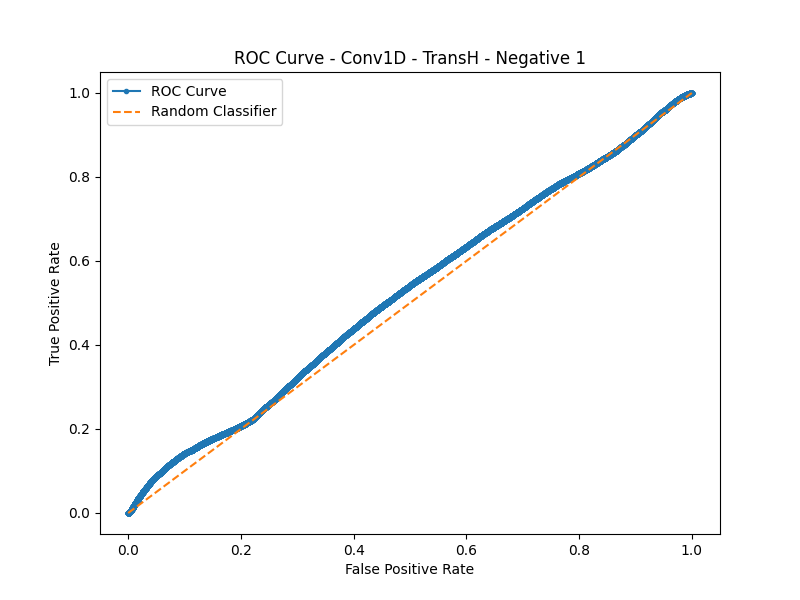 ROC Curve - Conv1D - TransH - Negative 1
ROC Curve
Random Classifier
True Positive Rate
1.0
0.8
0.6
0.4
0.2
0.0
0.0 0.2 0.4 0.6 0.8 1.0
False Positive Rate